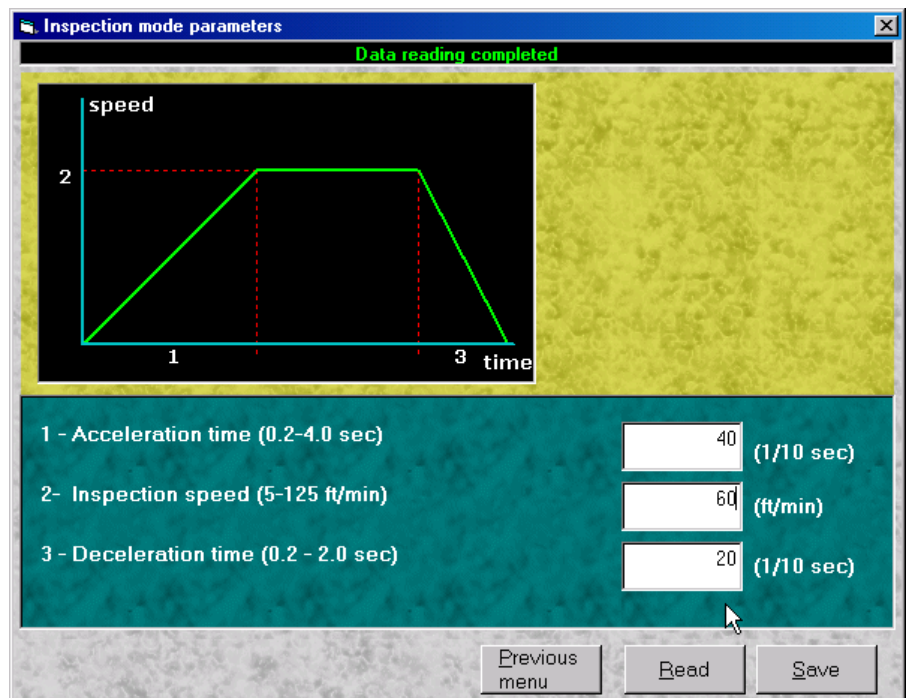 Inspection mode parameters
Data reading completed
speed
2
1
3
time
1 - Acceleration time (0.2-4.0 sec)
40
(1/10 sec)
2- Inspection speed (5-125 ft/min)
60
(ft/min)
3 - Deceleration time (0.2 - 2.0 sec)
20
(1/10 sec)
Previous
menu
Read
Save